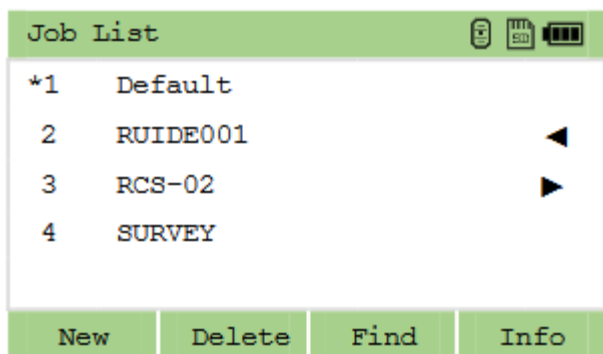 Job List
*1 Default
2 RUIDE001 ◀
3 RCS-02 ▶
4 SURVEY
New Delete Find Info